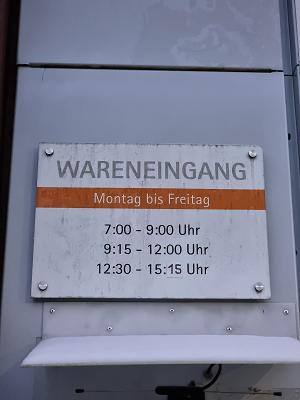 WARENEINGANG
Montag bis Freitag
7:00 - 9:00 Uhr
9:15 - 12:00 Uhr
12:30 - 15:15 Uhr